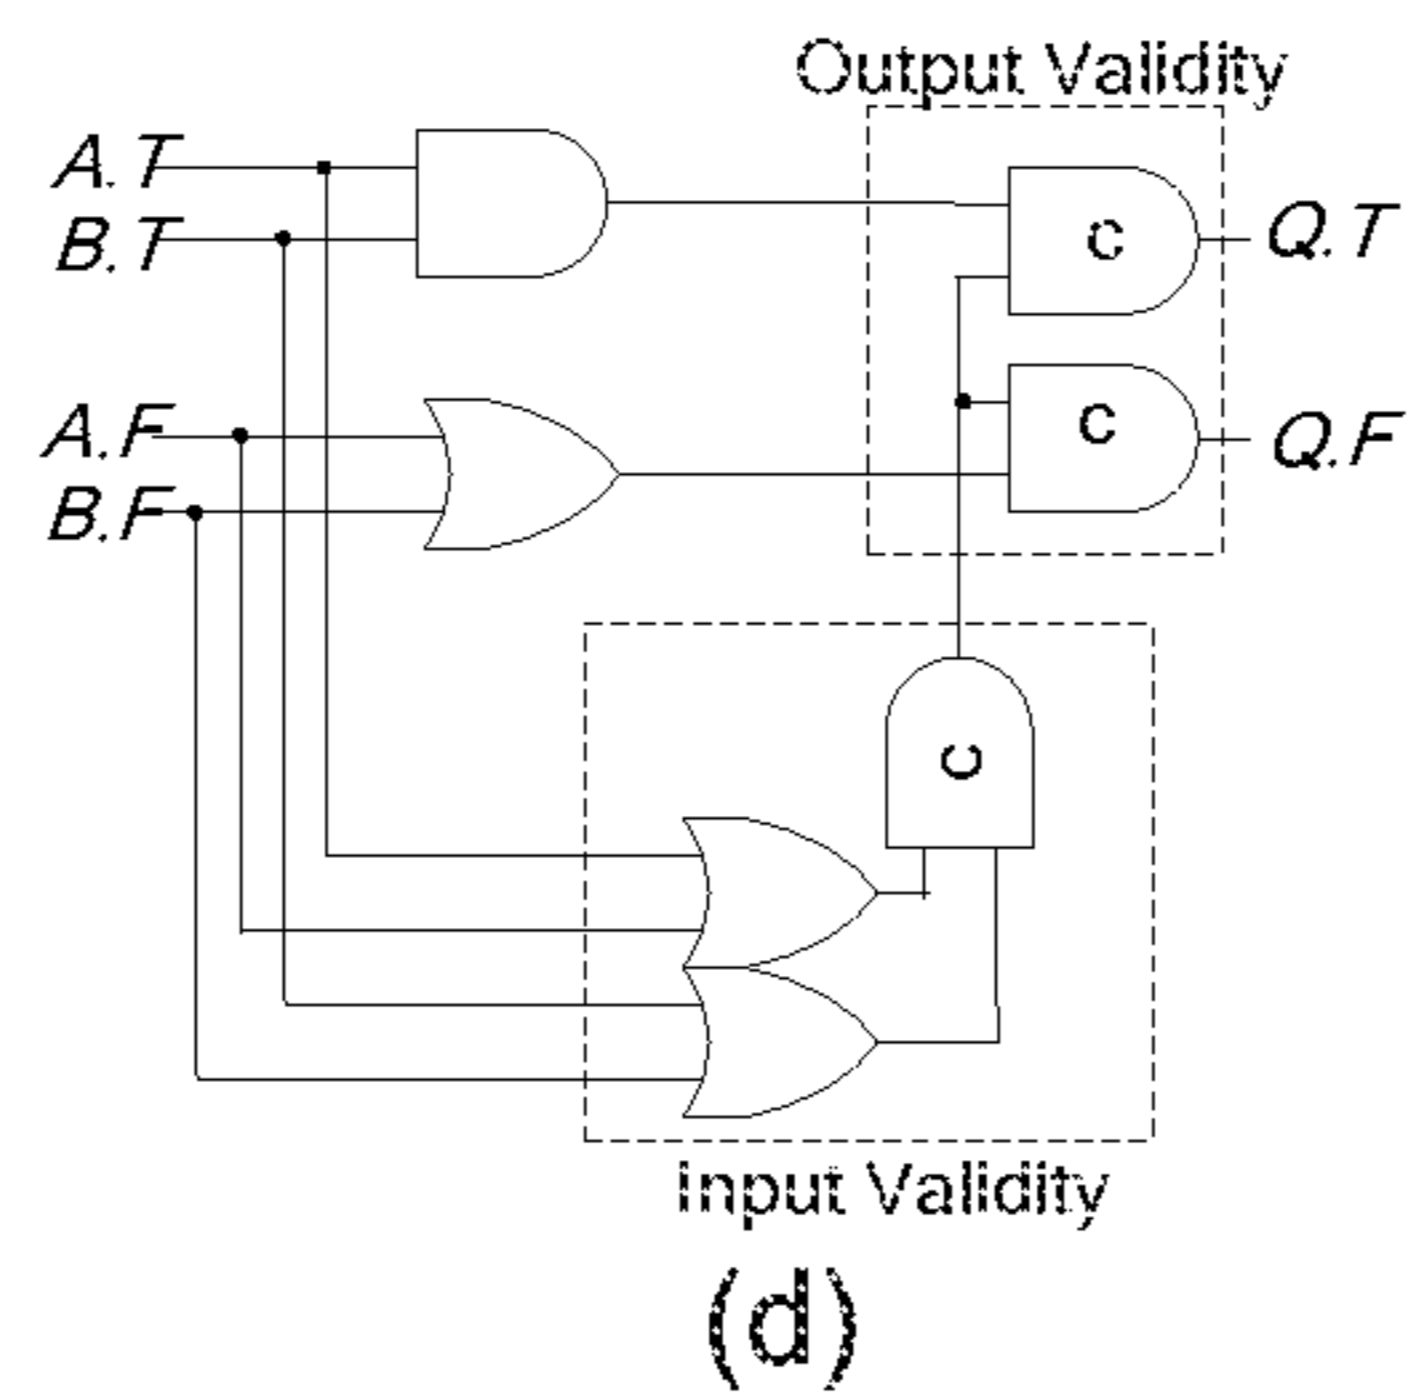 Output Validity
A.T
B.T
C
Q.T
A.F
B.F
C
Q.F
C
input Validity
(d)